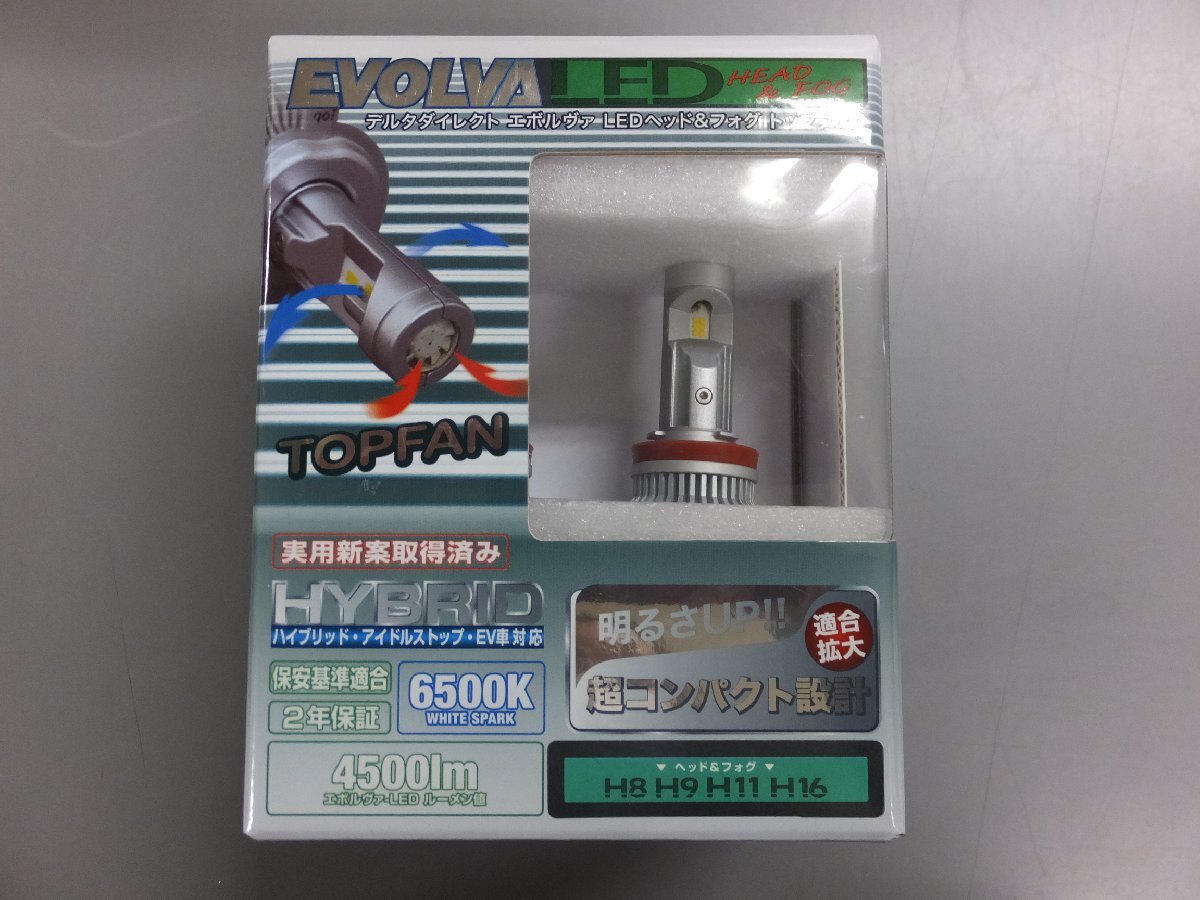 EVOLVA LED HEAD & FOG
デルタダイレクト エボルヴァ LEDヘッド&フォグ
TOPFAN
実用新案取得済み
HYBRID
ハイブリッド・アイドルストップ・EV車対応
保安基準適合
2年保証
6500K
WHITE SPARK
4500lm
エボルヴァ-LED ルーメン値
明るさUP!!
適合
拡大
超コンパクト設計
▼ ヘッド&フォグ ▼
H8 H9 H11 H16